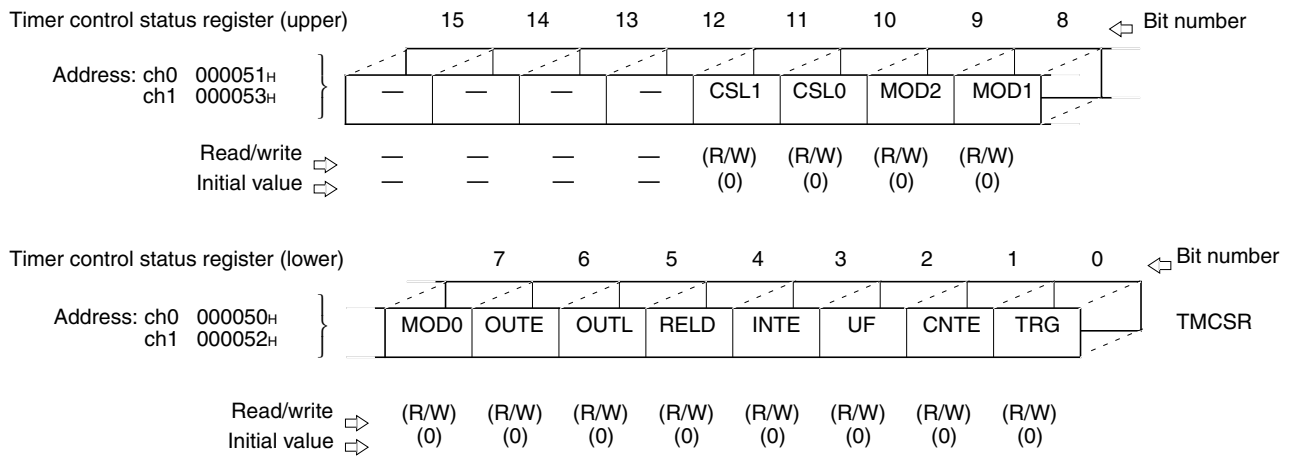 Timer control status register (upper) 15 14 13 12 11 10 9 8 Bit number
Address: ch0 000051H
ch1 000053H
— — — — CSL1 CSL0 MOD2 MOD1
Read/write — — — — (R/W) (R/W) (R/W) (R/W)
Initial value — — — — (0) (0) (0) (0)
Timer control status register (lower) 7 6 5 4 3 2 1 0 Bit number
Address: ch0 000050H
ch1 000052H
MOD0 OUTE OUTL RELD INTE UF CNTE TRG TMCSR
Read/write (R/W) (R/W) (R/W) (R/W) (R/W) (R/W) (R/W) (R/W)
Initial value (0) (0) (0) (0) (0) (0) (0) (0)